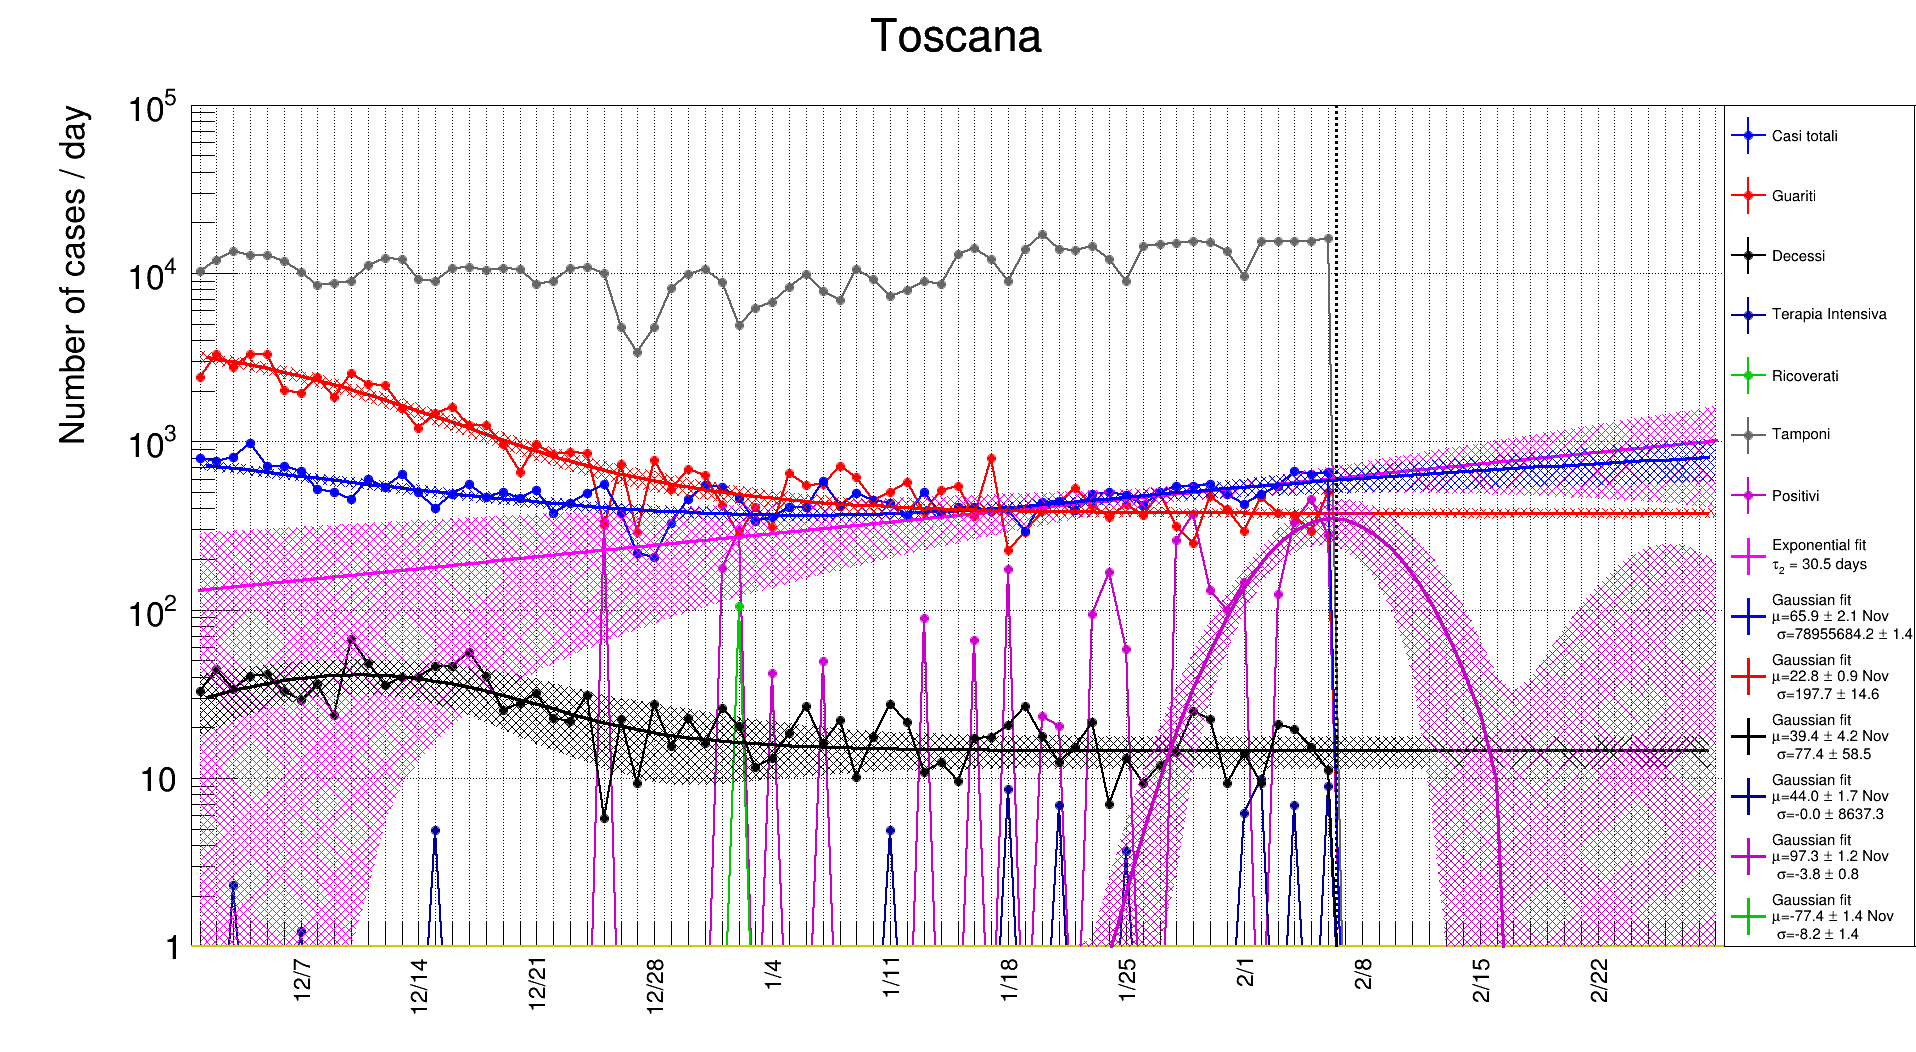 Toscana
Number of cases / day
10^5
10^4
10^3
10^2
10
1
12/7
12/14
12/21
12/28
1/4
1/11
1/18
1/25
2/1
2/8
2/15
2/22
Casi totali
Guariti
Decessi
Terapia Intensiva
Ricoverati
Tamponi
Positivi
Exponential fit
τ₂ = 30.5 days
Gaussian fit
μ=65.9 ± 2.1 Nov
σ=78955684.2 ± 1.4
Gaussian fit
μ=22.8 ± 0.9 Nov
σ=197.7 ± 14.6
Gaussian fit
μ=39.4 ± 4.2 Nov
σ=77.4 ± 58.5
Gaussian fit
μ=44.0 ± 1.7 Nov
σ=-0.0 ± 8637.3
Gaussian fit
μ=97.3 ± 1.2 Nov
σ=-3.8 ± 0.8
Gaussian fit
μ=-77.4 ± 1.4 Nov
σ=-8.2 ± 1.4